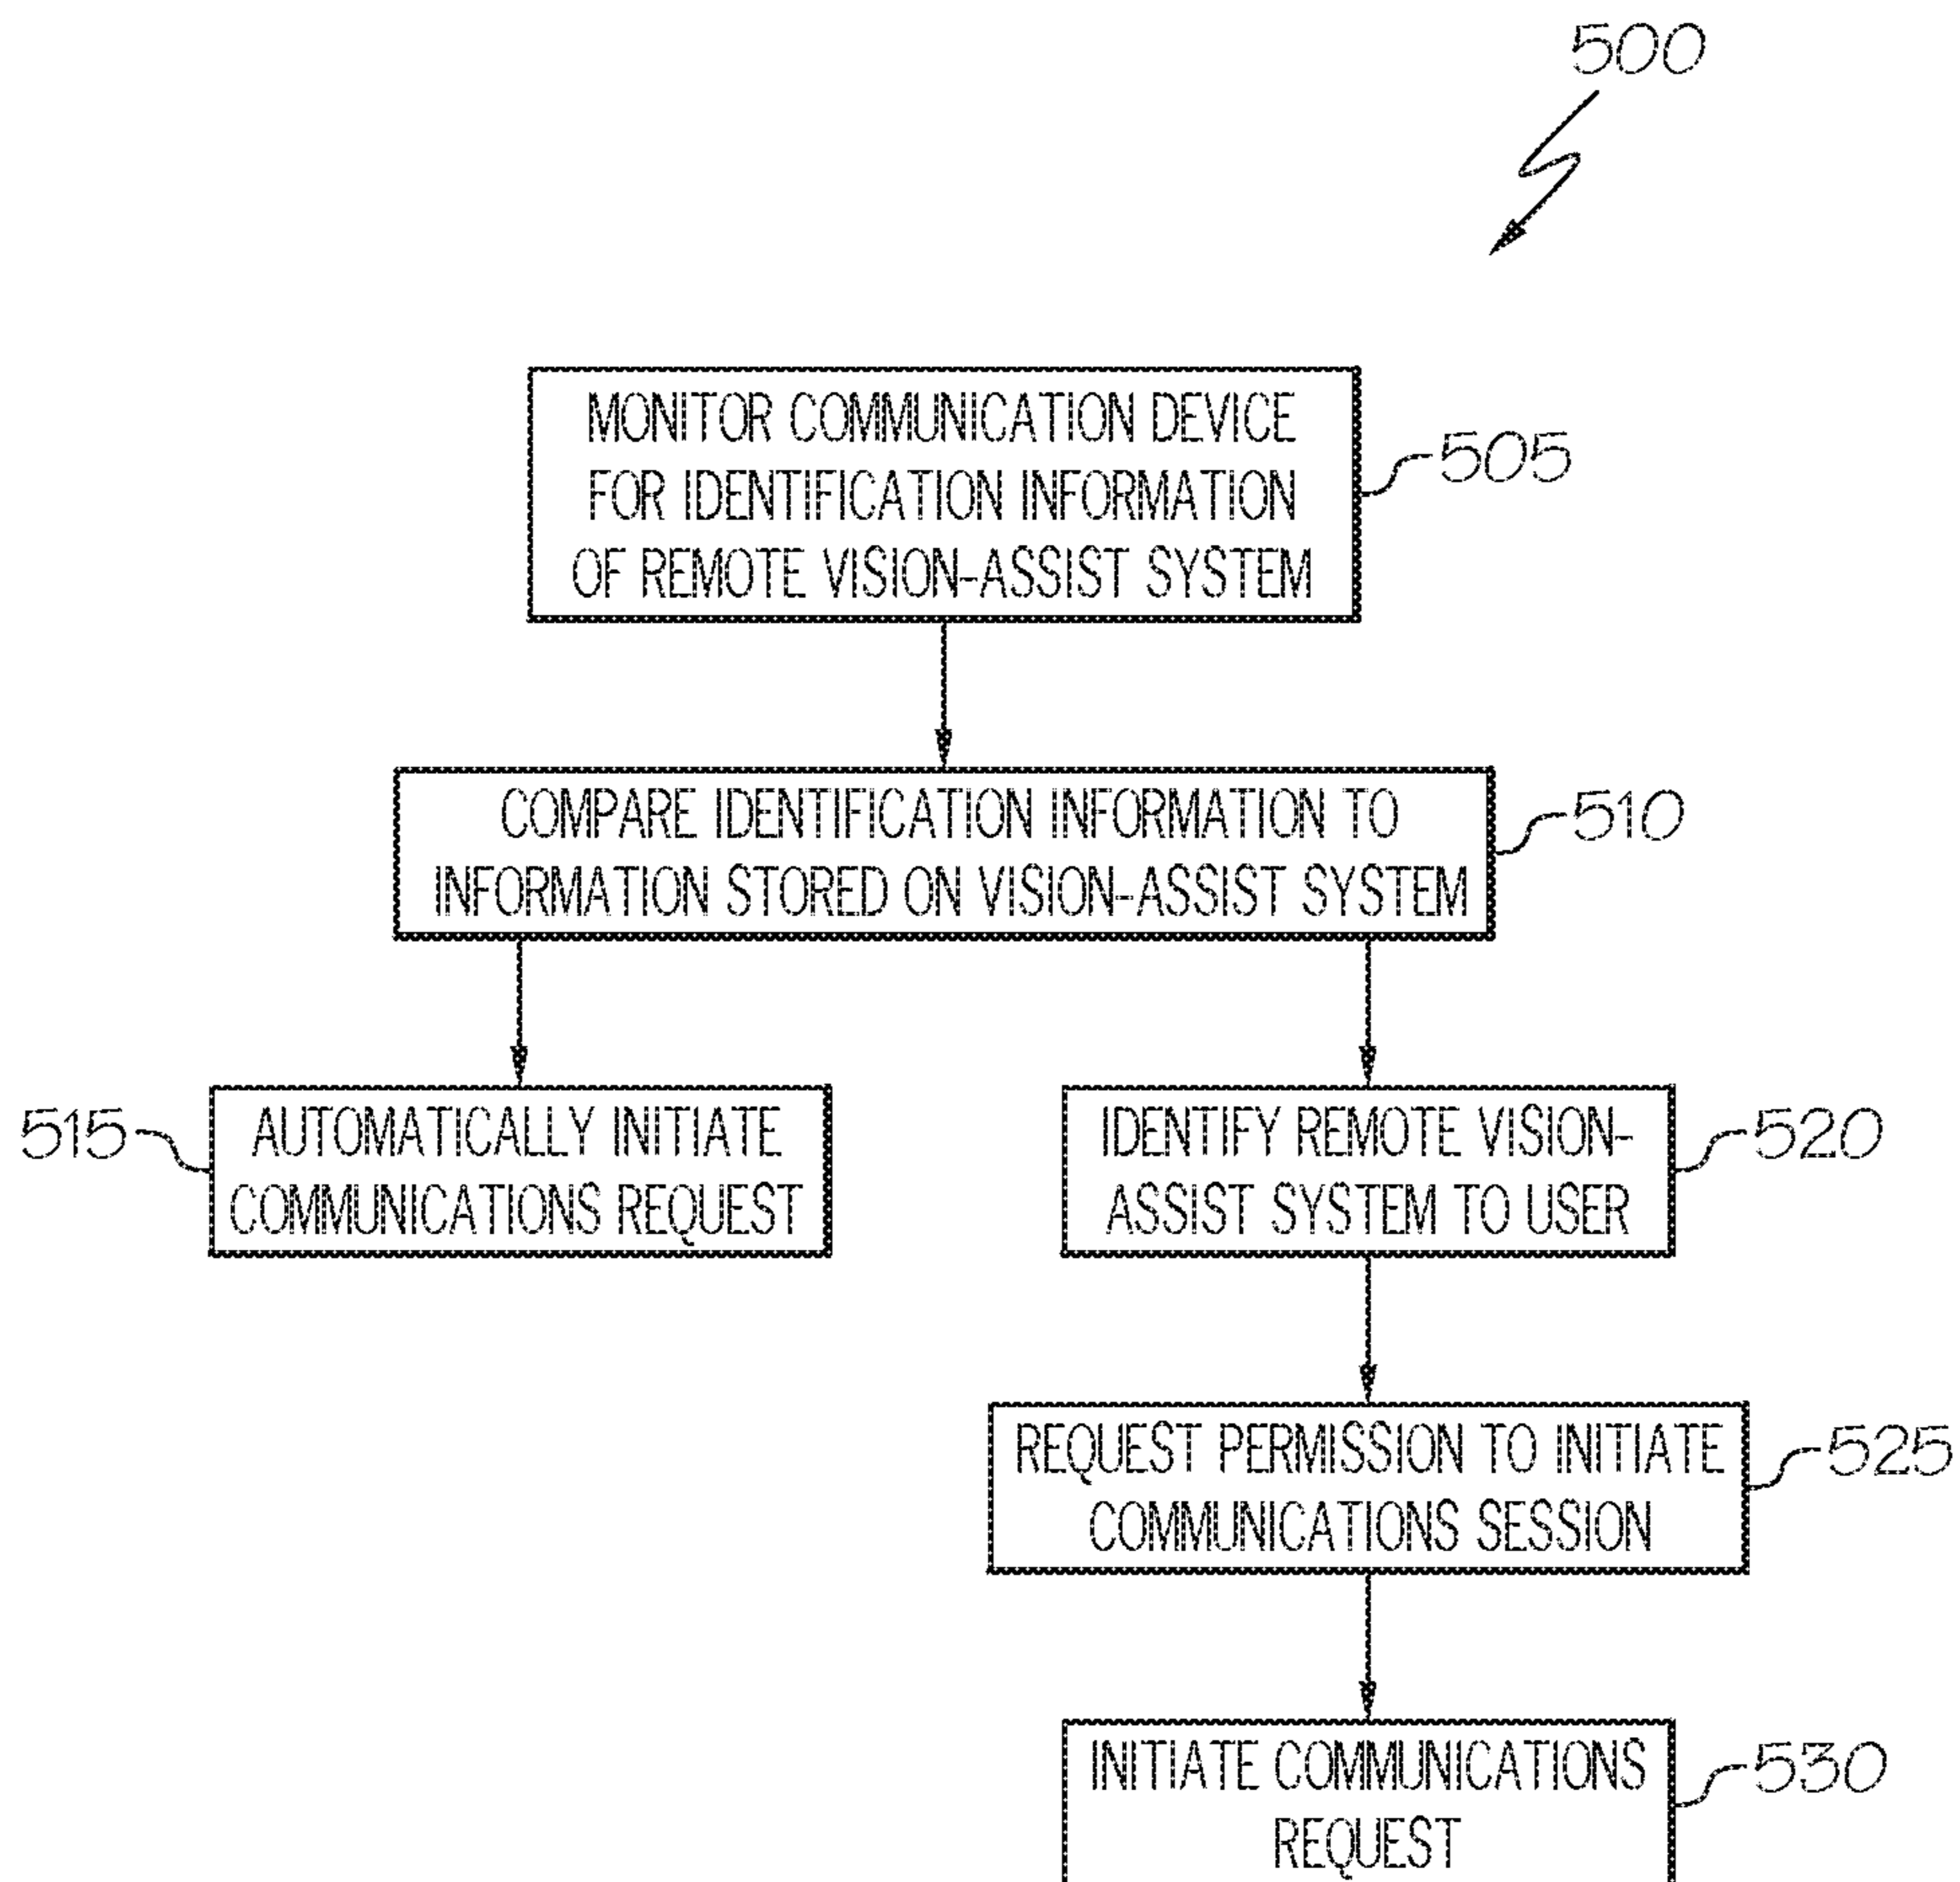 500
MONITOR COMMUNICATION DEVICE
FOR IDENTIFICATION INFORMATION
OF REMOTE VISION-ASSIST SYSTEM
505
COMPARE IDENTIFICATION INFORMATION TO
INFORMATION STORED ON VISION-ASSIST SYSTEM
510
515
AUTOMATICALLY INITIATE
COMMUNICATIONS REQUEST
IDENTIFY REMOTE VISION-
ASSIST SYSTEM TO USER
520
REQUEST PERMISSION TO INITIATE
COMMUNICATIONS SESSION
525
INITIATE COMMUNICATIONS
REQUEST
530